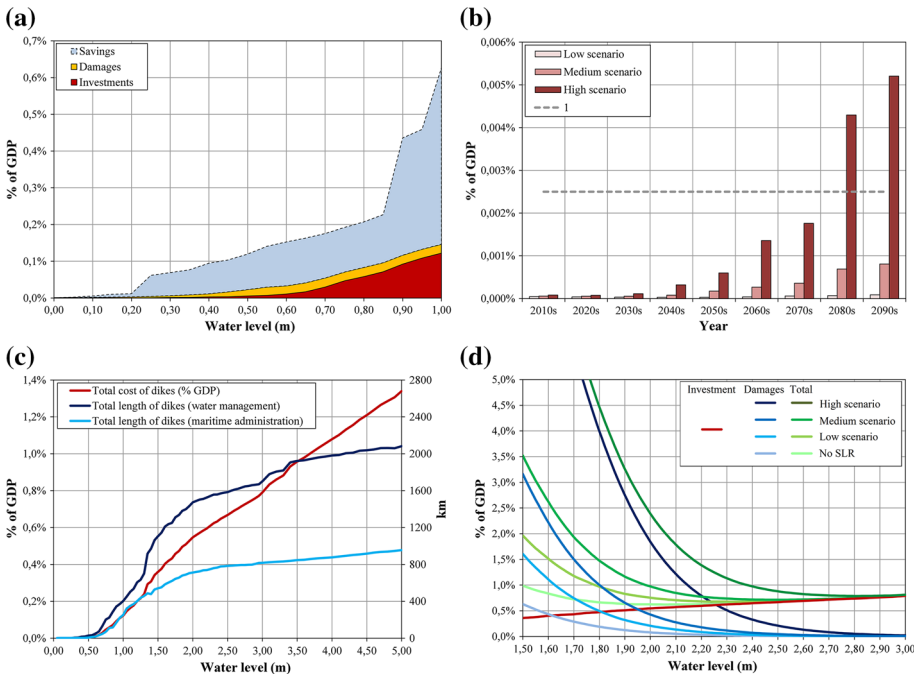 (a)
0,7%
0,6%
0,5%
0,4%
0,3%
0,2%
0,1%
0,0%
% of GDP
Savings
Damages
Investments
0,00 0,10 0,20 0,30 0,40 0,50 0,60 0,70 0,80 0,90 1,00
Water level (m)
(b)
0,006%
0,005%
0,004%
0,003%
0,002%
0,001%
0,000%
% of GDP
Low scenario
Medium scenario
High scenario
1
2010s 2020s 2030s 2040s 2050s 2060s 2070s 2080s 2090s
Year
(c)
1,4%
1,2%
1,0%
0,8%
0,6%
0,4%
0,2%
0,0%
% of GDP
Total cost of dikes (% GDP)
Total length of dikes (water management)
Total length of dikes (maritime administration)
2800
2400
2000
1600
1200
800
400
0
km
0,00 0,50 1,00 1,50 2,00 2,50 3,00 3,50 4,00 4,50 5,00
Water level (m)
(d)
5,0%
4,5%
4,0%
3,5%
3,0%
2,5%
2,0%
1,5%
1,0%
0,5%
0,0%
% of GDP
Investment Damages Total
High scenario
Medium scenario
Low scenario
No SLR
1,50 1,60 1,70 1,80 1,90 2,00 2,10 2,20 2,30 2,40 2,50 2,60 2,70 2,80 2,90 3,00
Water level (m)